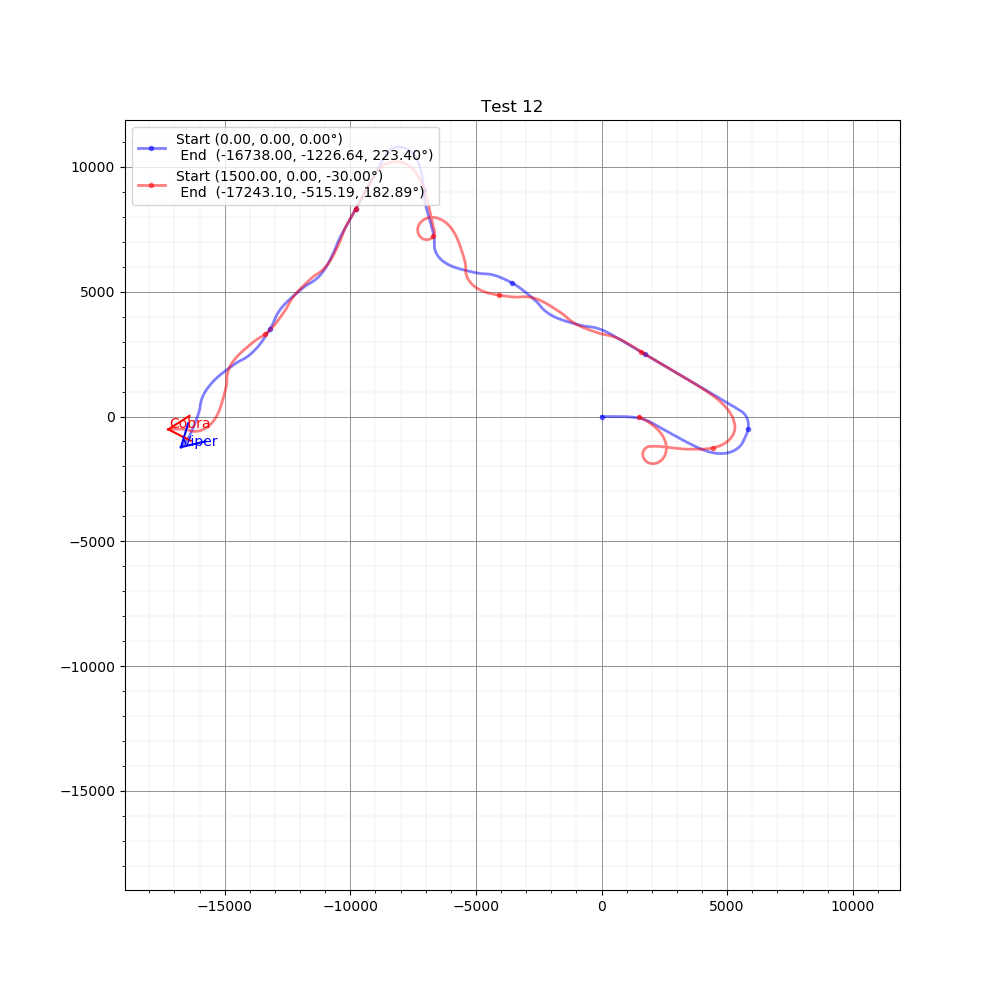 Test 12
Start (0.00, 0.00, 0.00°)
End (-16738.00, -1226.64, 223.40°)
Start (1500.00, 0.00, -30.00°)
End (-17243.10, -515.19, 182.89°)
10000
5000
0
−5000
−10000
−15000
Cobra
Viper
−15000
−10000
−5000
0
5000
10000